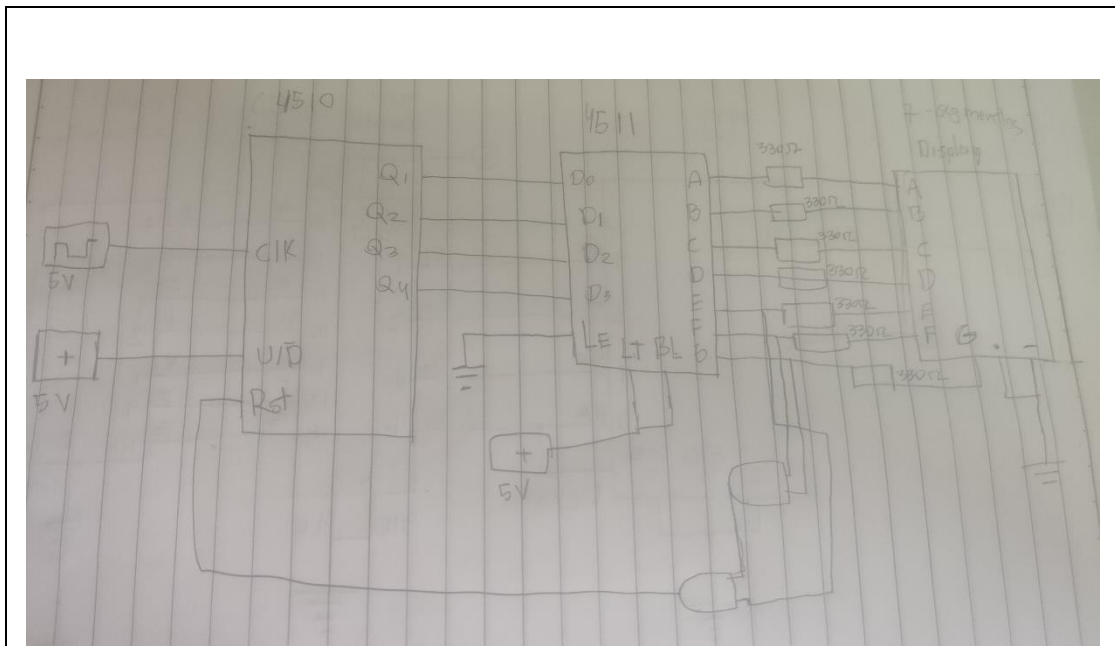 4510
4511
7-segmentos
Display
330Ω
Q1
D0
A
A
Q2
D1
B
330Ω
B
CLK
Q3
D2
C
330Ω
C
5V
Q4
D3
D
330Ω
D
E
330Ω
E
+
U/D̅
LE
LT
BL
F
330Ω
F
G
5V
Rst
G
330Ω
+
5V